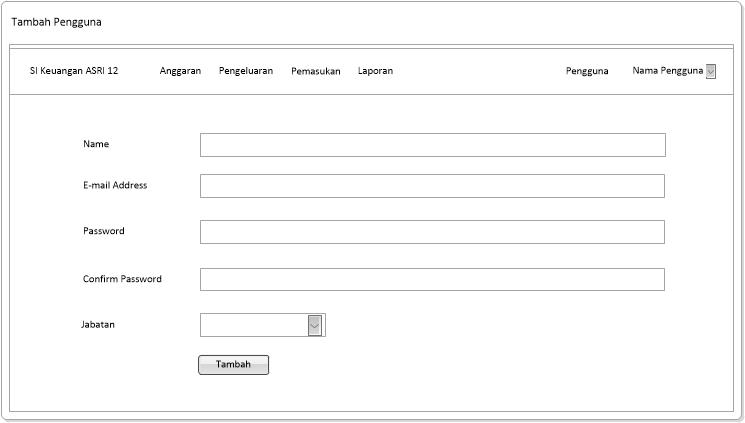 Tambah Pengguna
SI Keuangan ASRI 12 Anggaran Pengeluaran Pemasukan Laporan Pengguna Nama Pengguna
Name
E-mail Address
Password
Confirm Password
Jabatan
Tambah